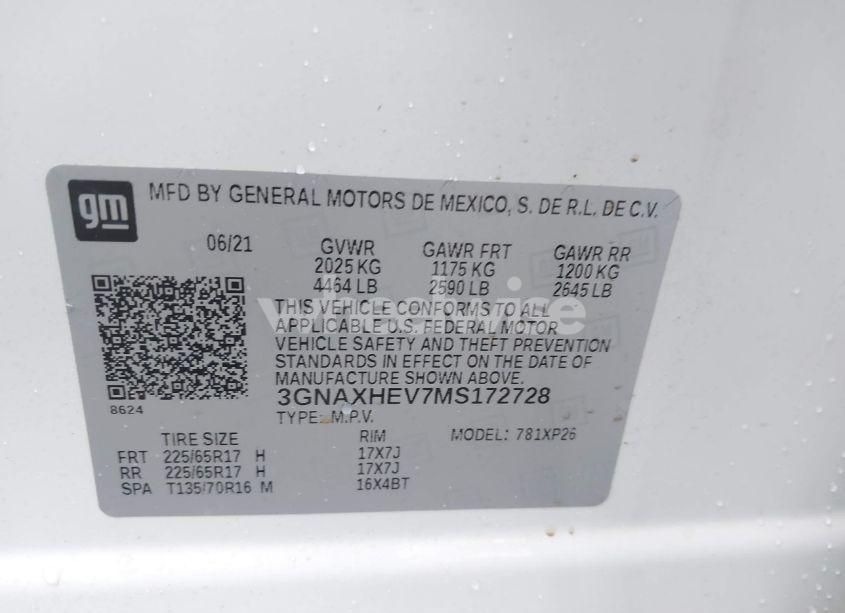 gm
MFD BY GENERAL MOTORS DE MEXICO, S. DE R.L. DE C.V.
06/21 GVWR GAWR FRT GAWR RR
2025 KG 1175 KG 1200 KG
4464 LB 2590 LB 2645 LB
THIS VEHICLE CONFORMS TO ALL
APPLICABLE U.S. FEDERAL MOTOR
VEHICLE SAFETY AND THEFT PREVENTION
STANDARDS IN EFFECT ON THE DATE OF
MANUFACTURE SHOWN ABOVE.
8624
3GNAXHEV7MS172728
TYPE: M.P.V.
TIRE SIZE RIM MODEL: 781XP26
FRT 225/65R17 H 17X7J
RR 225/65R17 H 17X7J
SPA T135/70R16 M 16X4BT